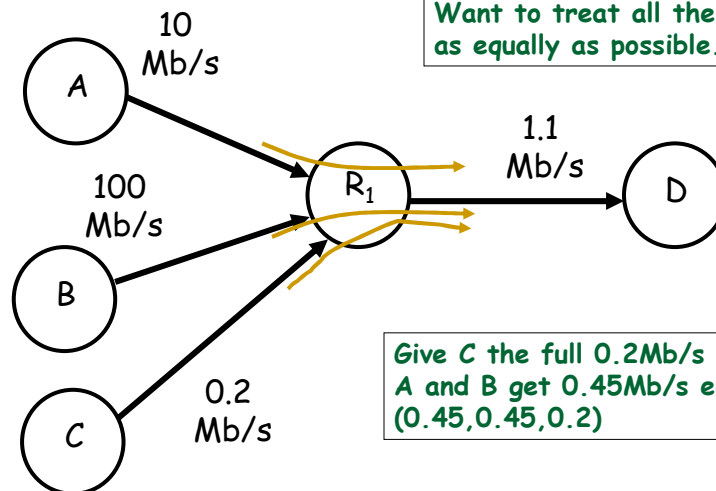 Want to treat all the
as equally as possible.
10
Mb/s
A
1.1
Mb/s
R1
D
100
Mb/s
B
Give C the full 0.2Mb/s
A and B get 0.45Mb/s
(0.45,0.45,0.2)
0.2
Mb/s
C